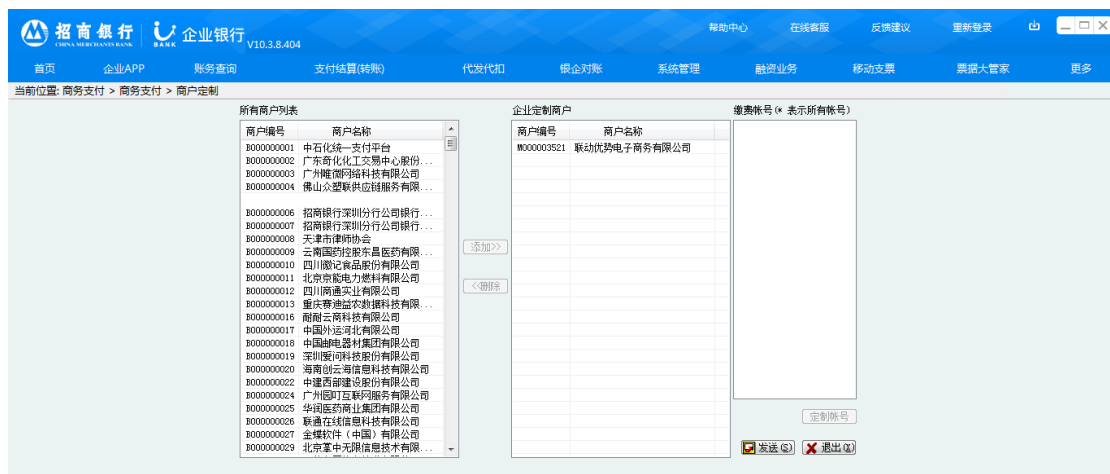 招商银行 CHINA MERCHANTS BANK U BANK 企业银行 V10.3.8.404
帮助中心 在线客服 反馈建议 重新登录
首页 企业APP 账务查询 支付结算(转账) 代发代扣 银企对账 系统管理 融资业务 移动支票 票据大管家 更多
当前位置: 商务支付 > 商务支付 > 商户定制
所有商户列表
商户编号 商户名称
B000000001 中石化统一支付平台
B000000002 广东奇化化工交易中心股份...
B000000003 广州唯微网络科技有限公司
B000000004 佛山众塑联供应链服务有限...
B000000006 招商银行深圳分行公司银行...
B000000007 招商银行深圳分行公司银行...
B000000008 天津市律师协会
B000000009 云南国药控股东昌医药有限...
B000000010 四川徽记食品股份有限公司
B000000011 北京京能电力燃料有限公司
B000000012 四川商通实业有限公司
B000000013 重庆赛迪益农数据科技有限...
B000000016 耐耐云商科技有限公司
B000000017 中国外运河北有限公司
B000000018 中国邮电器材集团有限公司
B000000019 深圳爱问科技股份有限公司
B000000020 海南创云海信息科技有限公司
B000000022 中建西部建设股份有限公司
B000000024 广州园叮互联网服务有限公司
B000000025 华润医药商业集团有限公司
B000000026 联通在线信息科技有限公司
B000000027 金蝶软件（中国）有限公司
B000000029 北京掌中无限信息技术有限...
添加>>
<<删除
企业定制商户
商户编号 商户名称
M000003521 联动优势电子商务有限公司
缴费帐号(* 表示所有帐号)
定制帐号
发送(S) 退出(X)